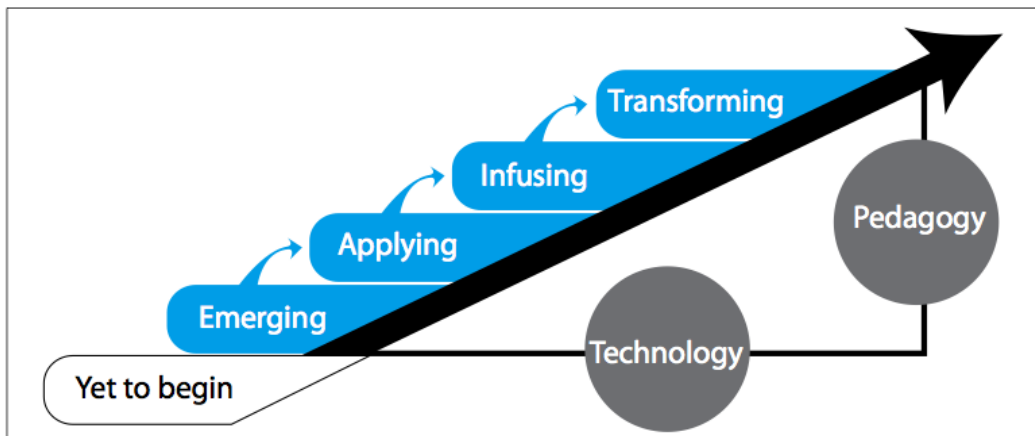 Transforming
Infusing
Pedagogy
Applying
Emerging
Technology
Yet to begin